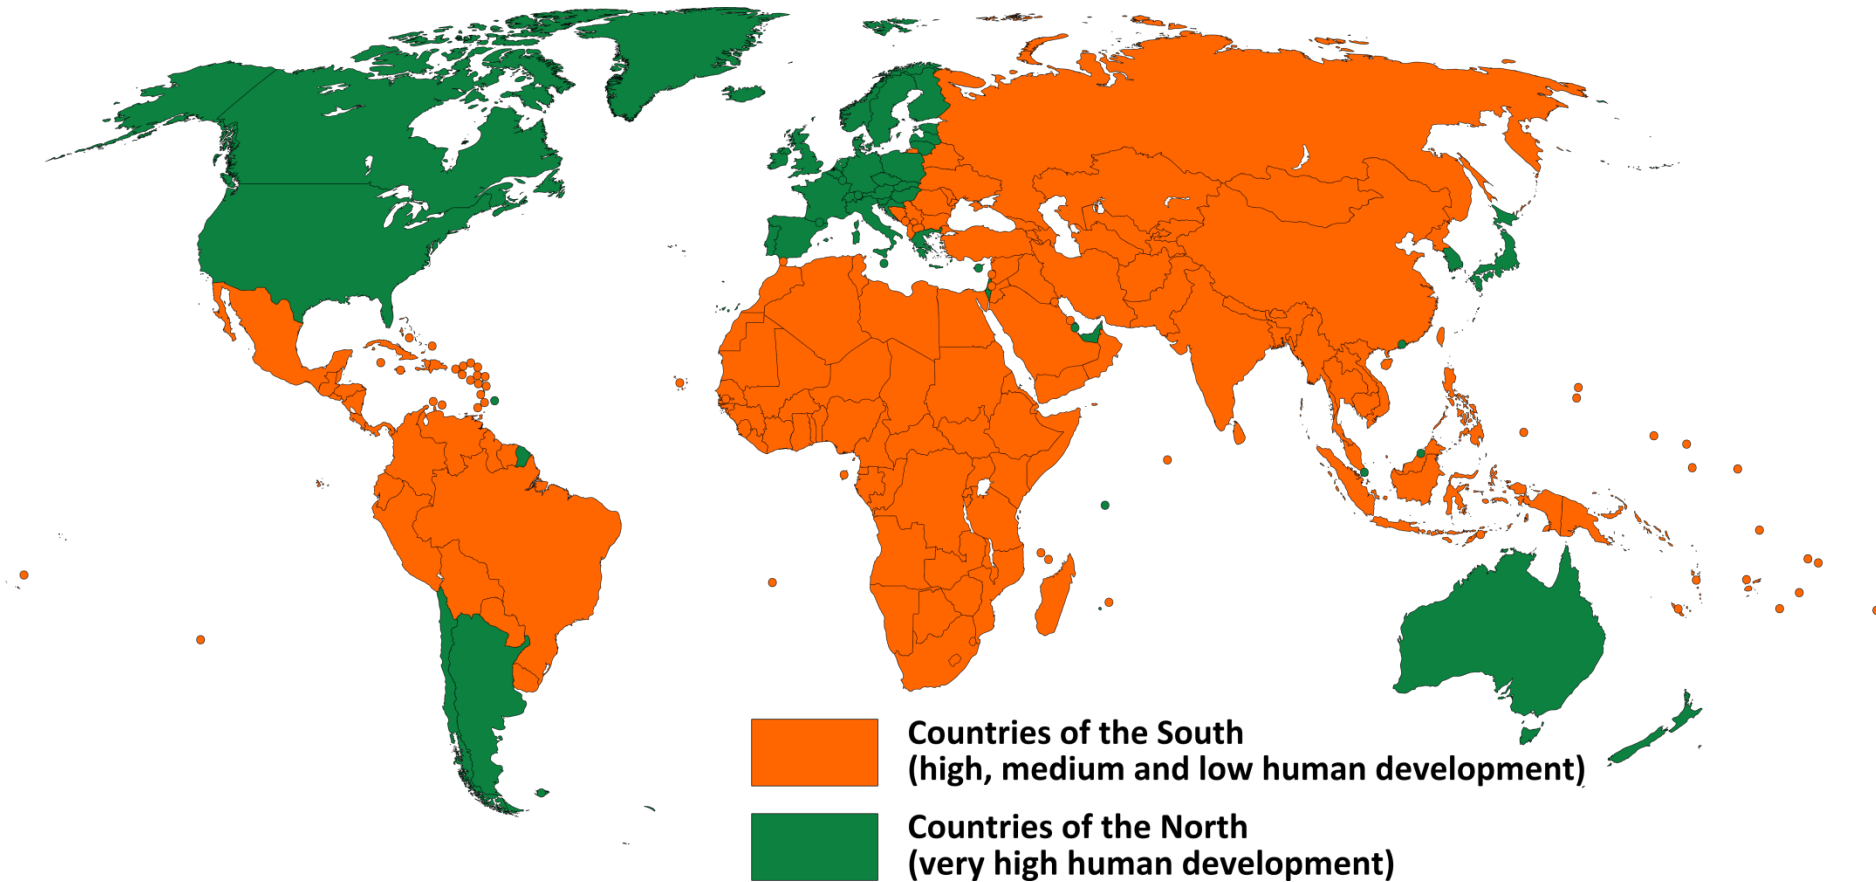 Countries of the South
(high, medium and low human development)
Countries of the North
(very high human development)